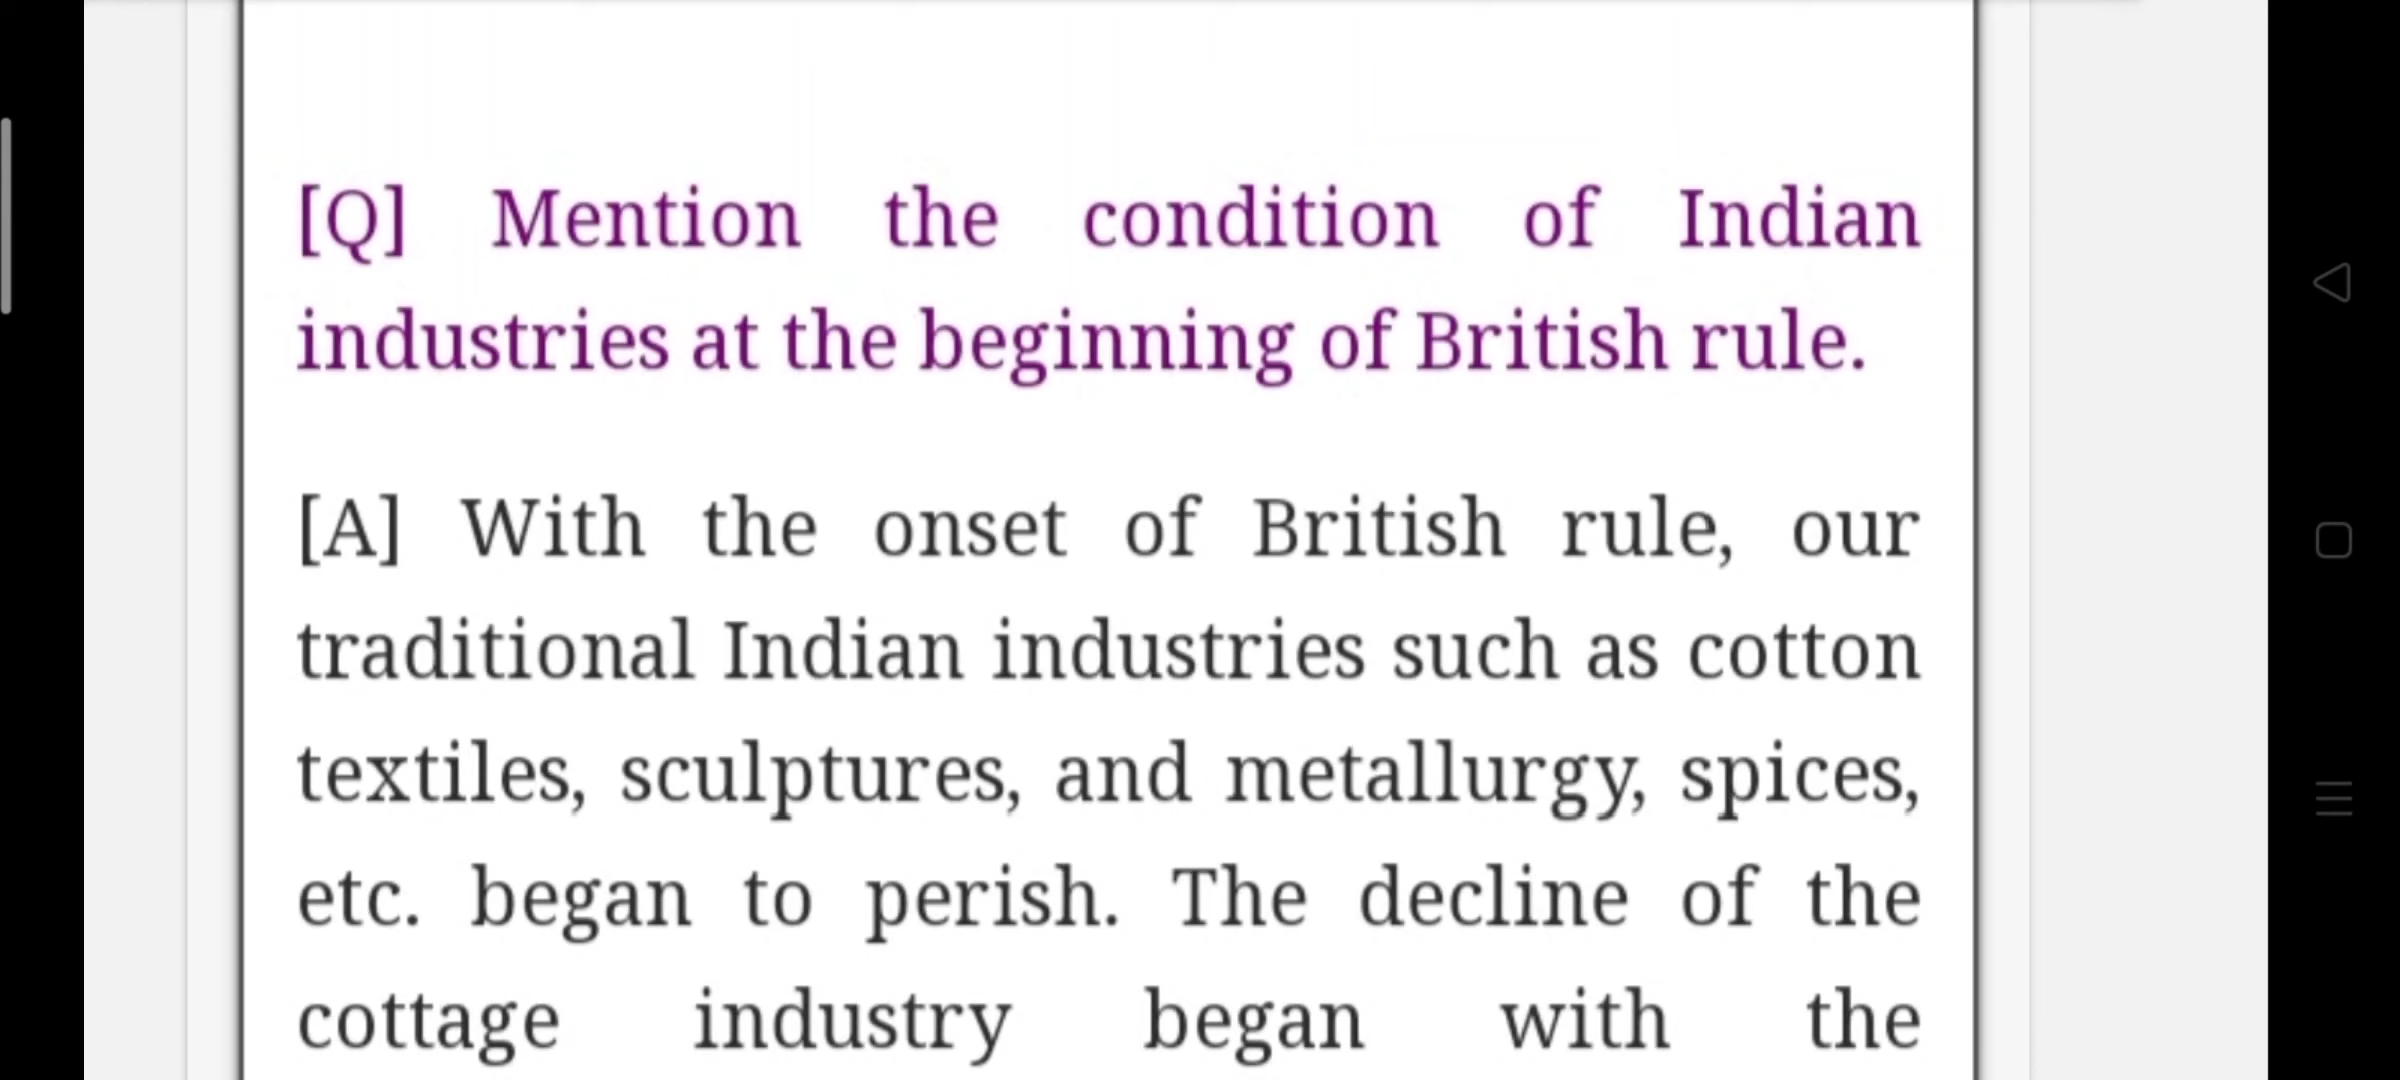 [Q] Mention the condition of Indian
industries at the beginning of British rule.
[A] With the onset of British rule, our
traditional Indian industries such as cotton
textiles, sculptures, and metallurgy, spices,
etc. began to perish. The decline of the
cottage industry began with the